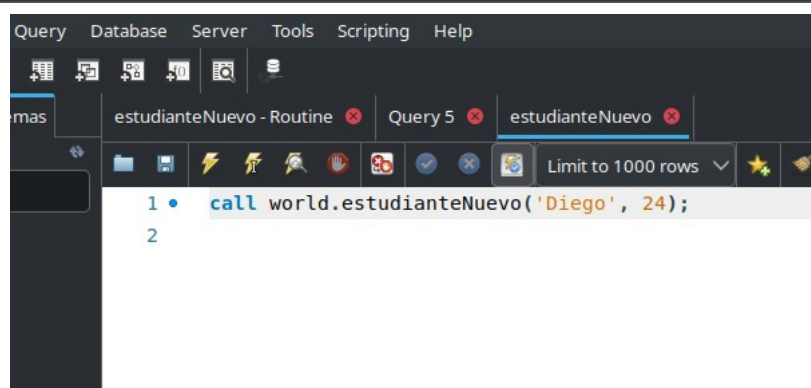 Query Database Server Tools Scripting Help
emas estudianteNuevo - Routine Query 5 estudianteNuevo
Limit to 1000 rows
1 call world.estudianteNuevo('Diego', 24);
2